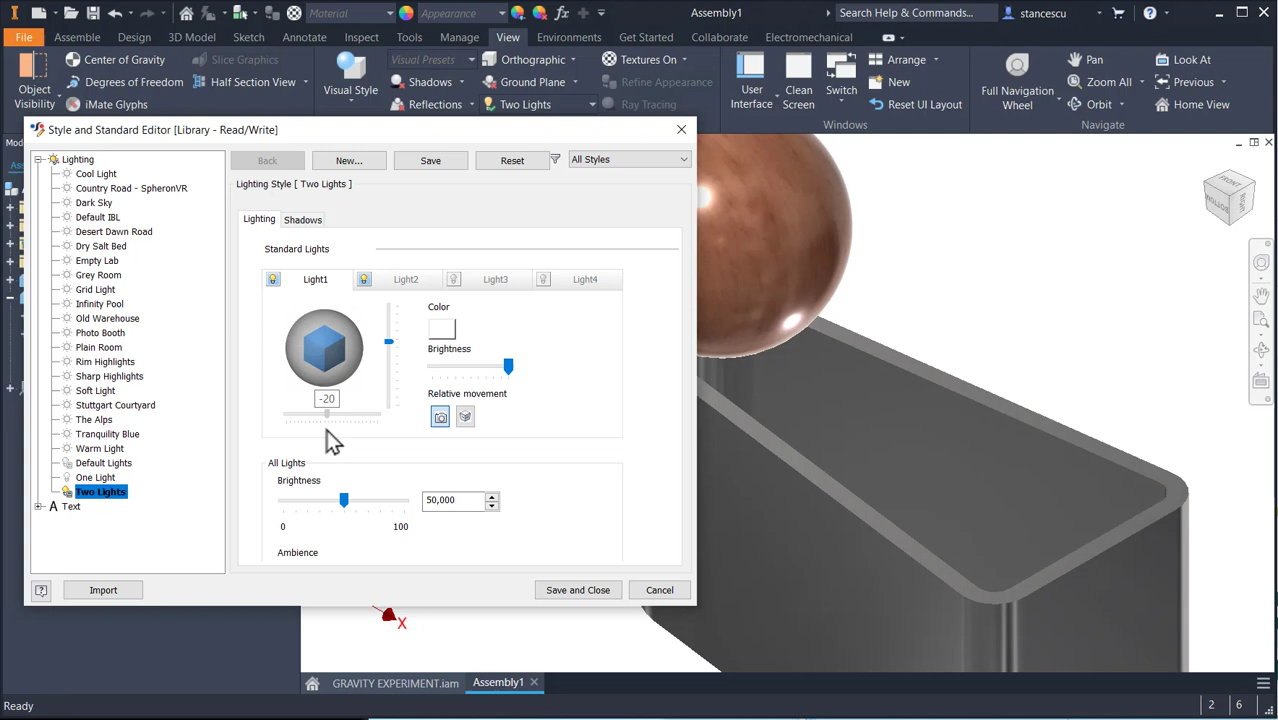 Material
Appearance
Assembly1
Search Help & Commands...
stancescu
File
Assemble
Design
3D Model
Sketch
Annotate
Inspect
Tools
Manage
View
Environments
Get Started
Collaborate
Electromechanical
Object
Visibility
Center of Gravity
Degrees of Freedom
iMate Glyphs
Slice Graphics
Half Section View
Visual Style
Visual Presets
Shadows
Reflections
Orthographic
Ground Plane
Two Lights
Textures On
Refine Appearance
Ray Tracing
User
Interface
Clean
Screen
Switch
Arrange
New
Reset UI Layout
Windows
Full Navigation
Wheel
Pan
Zoom All
Orbit
Look At
Previous
Home View
Navigate
Style and Standard Editor [Library - Read/Write]
Lighting
Cool Light
Country Road - SpheronVR
Dark Sky
Default IBL
Desert Dawn Road
Dry Salt Bed
Empty Lab
Grey Room
Grid Light
Infinity Pool
Old Warehouse
Photo Booth
Plain Room
Rim Highlights
Sharp Highlights
Soft Light
Stuttgart Courtyard
The Alps
Tranquility Blue
Warm Light
Default Lights
One Light
Two Lights
A Text
Back
New...
Save
Reset
All Styles
Lighting Style [ Two Lights ]
Lighting
Shadows
Standard Lights
Light1
Light2
Light3
Light4
Color
Brightness
Relative movement
-20
All Lights
Brightness
50,000
0
100
Ambience
?
Import
Save and Close
Cancel
FRONT
RIGHT
BOTTOM
X
GRAVITY EXPERIMENT.iam
Assembly1
Ready
2
6